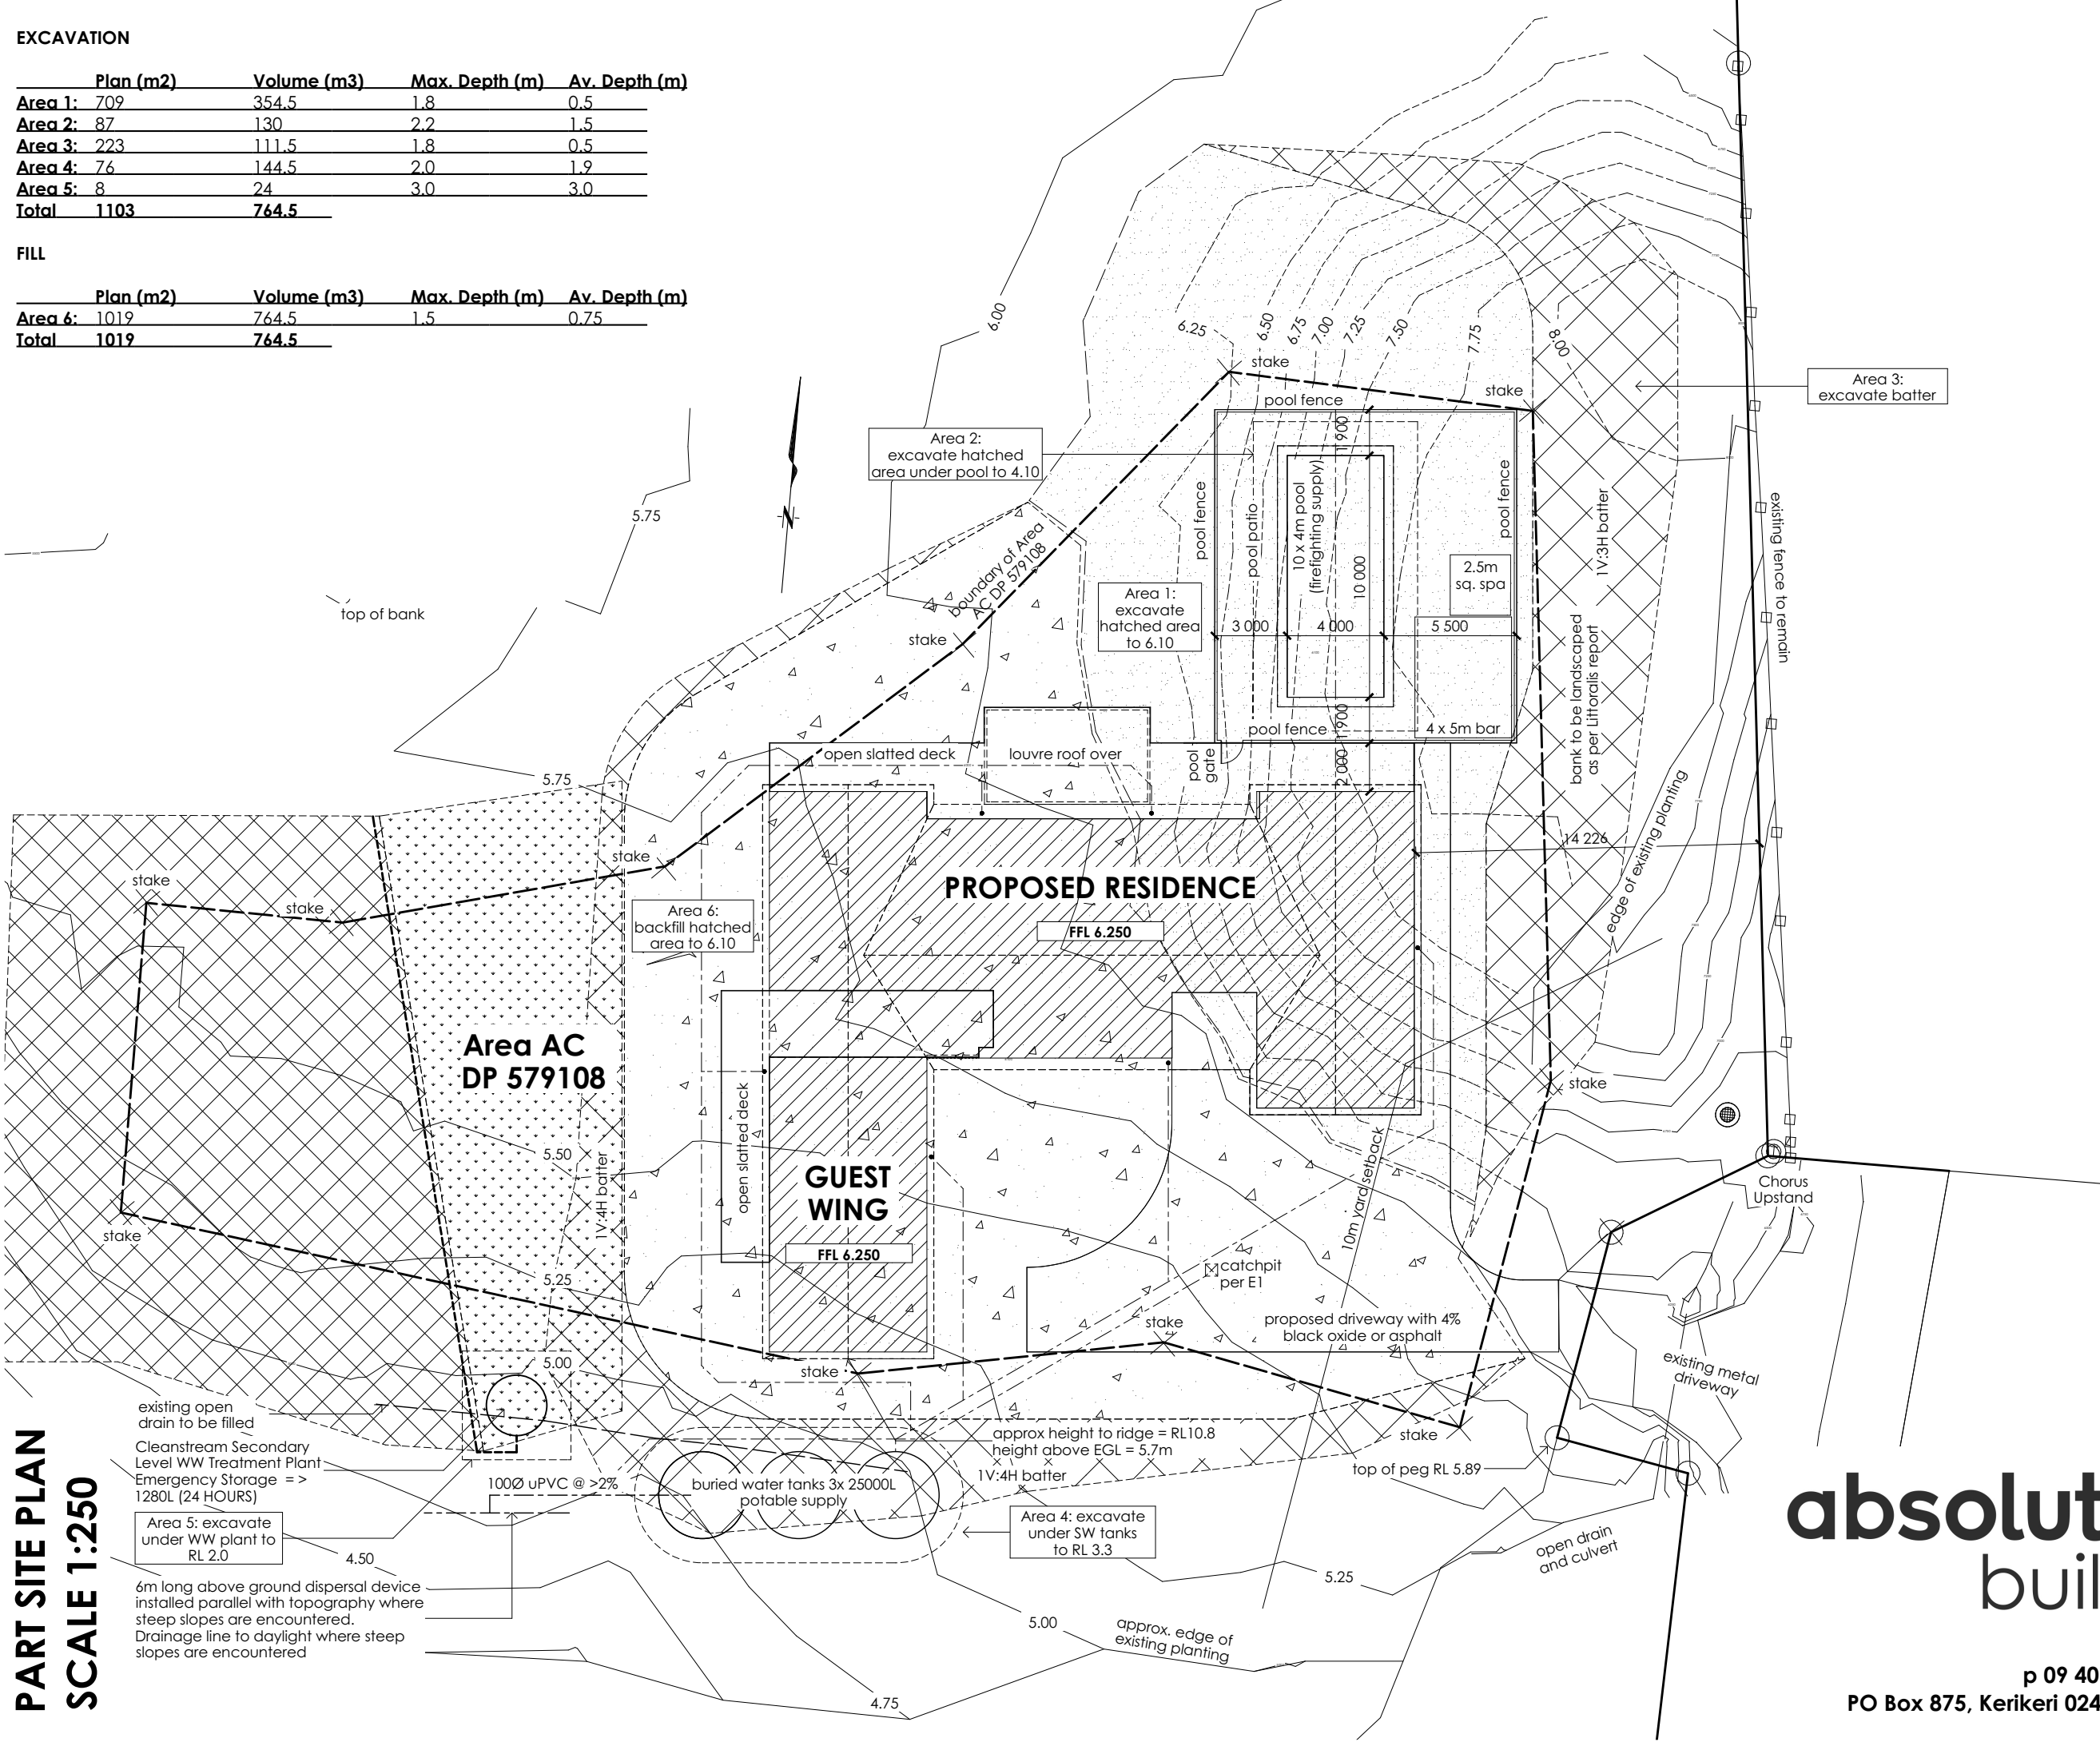 EXCAVATION
Plan (m2) Volume (m3) Max. Depth (m) Av. Depth (m)
Area 1: 709 354.5 1.8 0.5
Area 2: 87 130 2.2 1.5
Area 3: 223 111.5 1.8 0.5
Area 4: 76 144.5 2.0 1.9
Area 5: 8 24 3.0 3.0
Total 1103 764.5
FILL
Plan (m2) Volume (m3) Max. Depth (m) Av. Depth (m)
Area 6: 1019 764.5 1.5 0.75
Total 1019 764.5
6.00
6.25
6.50
6.75
7.00
7.25
7.50
7.75
8.00
stake
stake
Area 3:
excavate batter
pool fence
1 900
Area 2:
excavate hatched
area under pool to 4.10
pool fence
pool patio
10 x 4m pool
(firefighting supply)
10 000
pool fence
1V:3H batter
existing fence to remain
5.75
N
boundary of Area
AC DP 579108
2.5m
sq. spa
top of bank
Area 1:
excavate
hatched area
to 6.10
3 000
4 000
5 500
stake
bank to be landscaped
as per Littoralis report
1 900
pool fence
4 x 5m bar
open slatted deck
louvre roof over
pool
gate
2 000
5.75
14 226
edge of existing planting
stake
stake
stake
PROPOSED RESIDENCE
FFL 6.250
Area 6:
backfill hatched
area to 6.10
Area AC
DP 579108
stake
open slatted deck
5.50
1V:4H batter
GUEST
WING
FFL 6.250
10m yard setback
Chorus
Upstand
stake
5.25
catchpit
per E1
stake
proposed driveway with 4%
black oxide or asphalt
5.00
stake
existing metal
driveway
existing open
drain to be filled
approx height to ridge = RL10.8
height above EGL = 5.7m
stake
Cleanstream Secondary
Level WW Treatment Plant
Emergency Storage = >
1280L (24 HOURS)
1V:4H batter
top of peg RL 5.89
100Ø uPVC @ >2%
buried water tanks 3x 25000L
potable supply
Area 5: excavate
under WW plant to
RL 2.0
Area 4: excavate
under SW tanks
to RL 3.3
open drain
and culvert
4.50
5.25
6m long above ground dispersal device
installed parallel with topography where
steep slopes are encountered.
Drainage line to daylight where steep
slopes are encountered
5.00
approx. edge of
existing planting
4.75
PART SITE PLAN
SCALE 1:250
absolut
buil
p 09 40
PO Box 875, Kerikeri 024